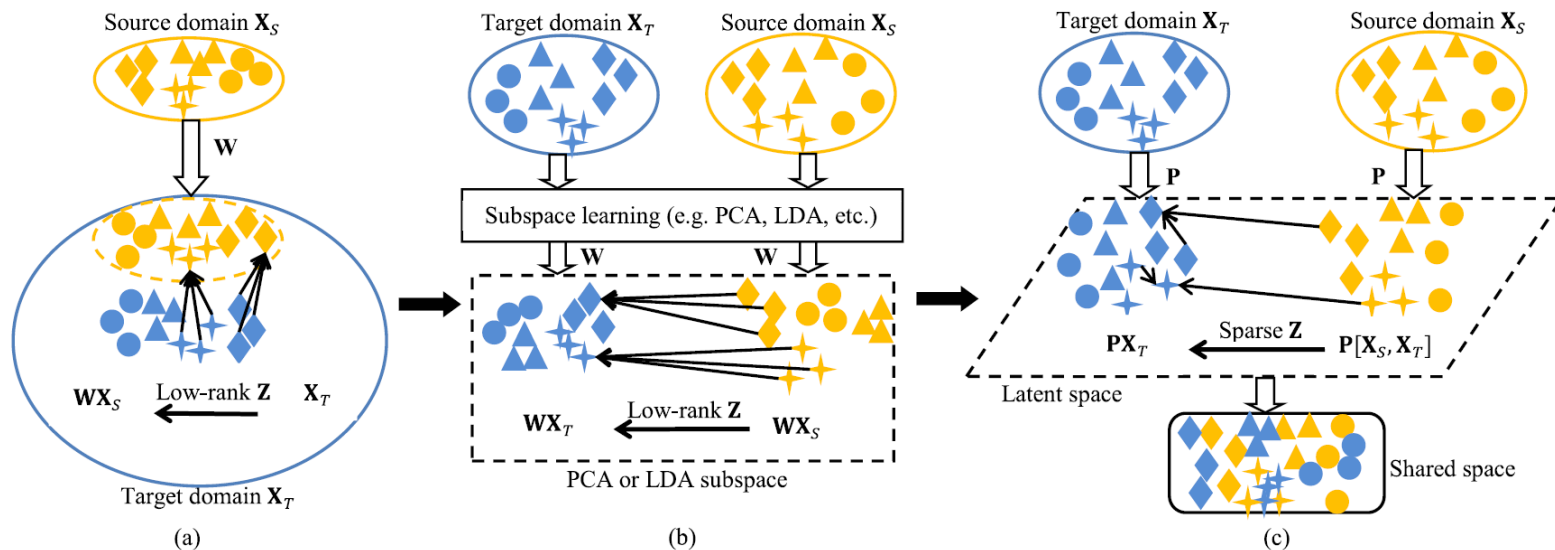 Source domain X_S
W
WX_S
Low-rank Z
X_T
Target domain X_T
(a)
Target domain X_T
Source domain X_S
Subspace learning (e.g. PCA, LDA, etc.)
W
W
WX_T
Low-rank Z
WX_S
PCA or LDA subspace
(b)
Target domain X_T
Source domain X_S
P
P
PX_T
Sparse Z
P[X_S, X_T]
Latent space
Shared space
(c)